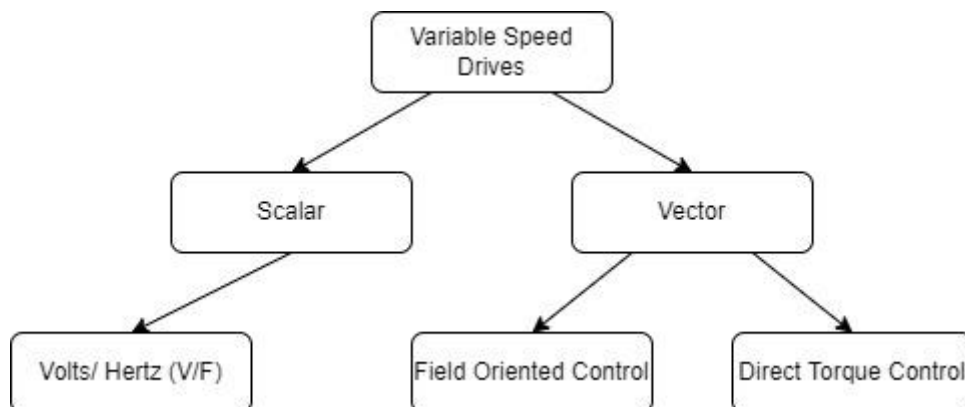 Variable Speed
Drives
Scalar
Vector
Volts/ Hertz (V/F)
Field Oriented Control
Direct Torque Control